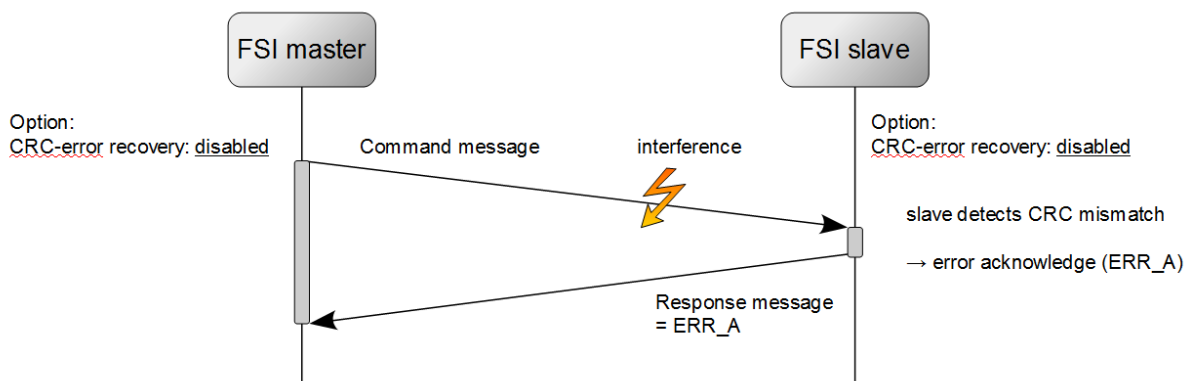 FSI master
FSI slave
Option:
CRC-error recovery: disabled
Command message
interference
Option:
CRC-error recovery: disabled
slave detects CRC mismatch
→ error acknowledge (ERR_A)
Response message
= ERR_A